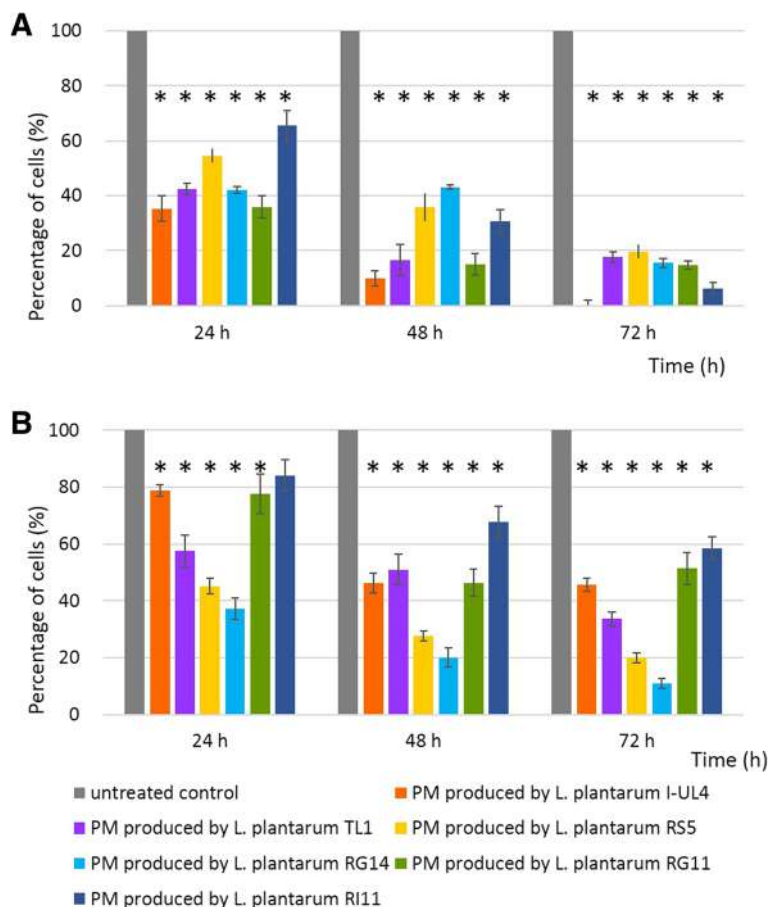 A
Percentage of cells (%)
100
80
60
40
20
0
* * * * * *
* * * * * *
* * * * * *
24 h 48 h 72 h
Time (h)
B
Percentage of cells (%)
100
80
60
40
20
0
* * * * *
* * * * * *
* * * * * *
24 h 48 h 72 h
Time (h)
untreated control PM produced by L. plantarum I-UL4
PM produced by L. plantarum TL1 PM produced by L. plantarum RS5
PM produced by L. plantarum RG14 PM produced by L. plantarum RG11
PM produced by L. plantarum RI11